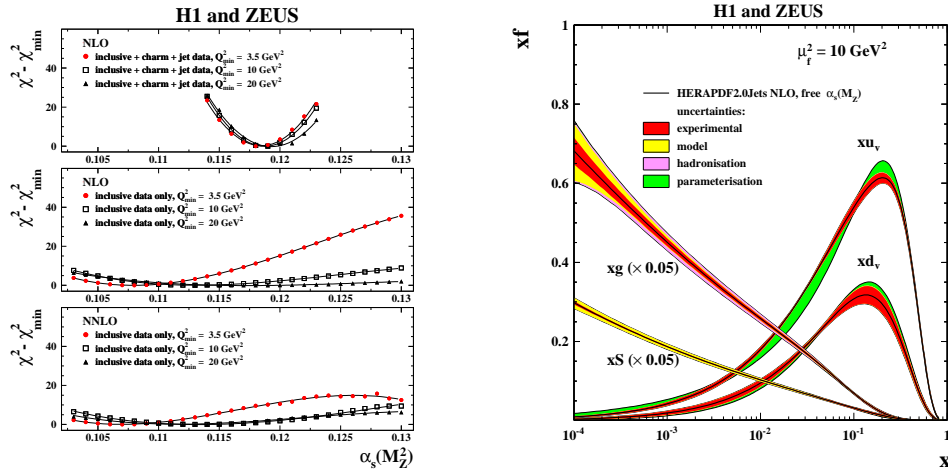 H1 and ZEUS
χ² - χ²min
NLO
inclusive + charm + jet data, Q²min = 3.5 GeV²
inclusive + charm + jet data, Q²min = 10 GeV²
inclusive + charm + jet data, Q²min = 20 GeV²
40
20
0
0.105 0.11 0.115 0.12 0.125 0.13
χ² - χ²min
NLO
inclusive data only, Q²min = 3.5 GeV²
inclusive data only, Q²min = 10 GeV²
inclusive data only, Q²min = 20 GeV²
40
20
0
0.105 0.11 0.115 0.12 0.125 0.13
χ² - χ²min
NNLO
inclusive data only, Q²min = 3.5 GeV²
inclusive data only, Q²min = 10 GeV²
inclusive data only, Q²min = 20 GeV²
40
20
0
0.105 0.11 0.115 0.12 0.125 0.13
αs(M²Z)
H1 and ZEUS
xf
μ²f = 10 GeV²
HERAPDF2.0Jets NLO, free αs(MZ)
uncertainties:
experimental
model
hadronisation
parameterisation
xuv
xdv
xg (× 0.05)
xS (× 0.05)
1
0.8
0.6
0.4
0.2
10⁻⁴ 10⁻³ 10⁻² 10⁻¹ 1
x